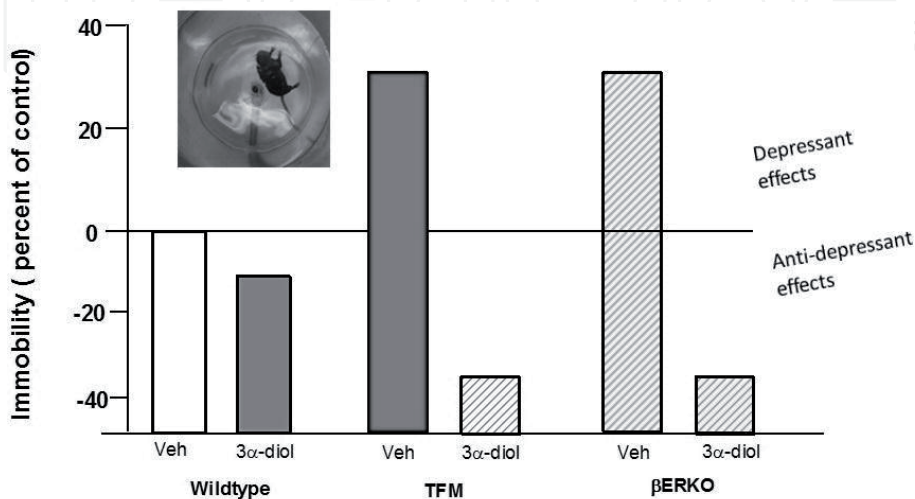 Immobility ( percent of control)
40
20
0
-20
-40
Depressant
effects
Anti-depressant
effects
Veh
3α-diol
Veh
3α-diol
Veh
3α-diol
Wildtype
TFM
βERKO